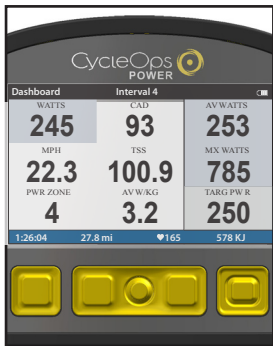 CycleOps
POWER
Dashboard Interval 4
WATTS CAD AV WATTS
245 93 253
MPH TSS MX WATTS
22.3 100.9 785
PWR ZONE AV W/KG TARG PW R
4 3.2 250
1:26:04 27.8 mi ♥165 578 KJ